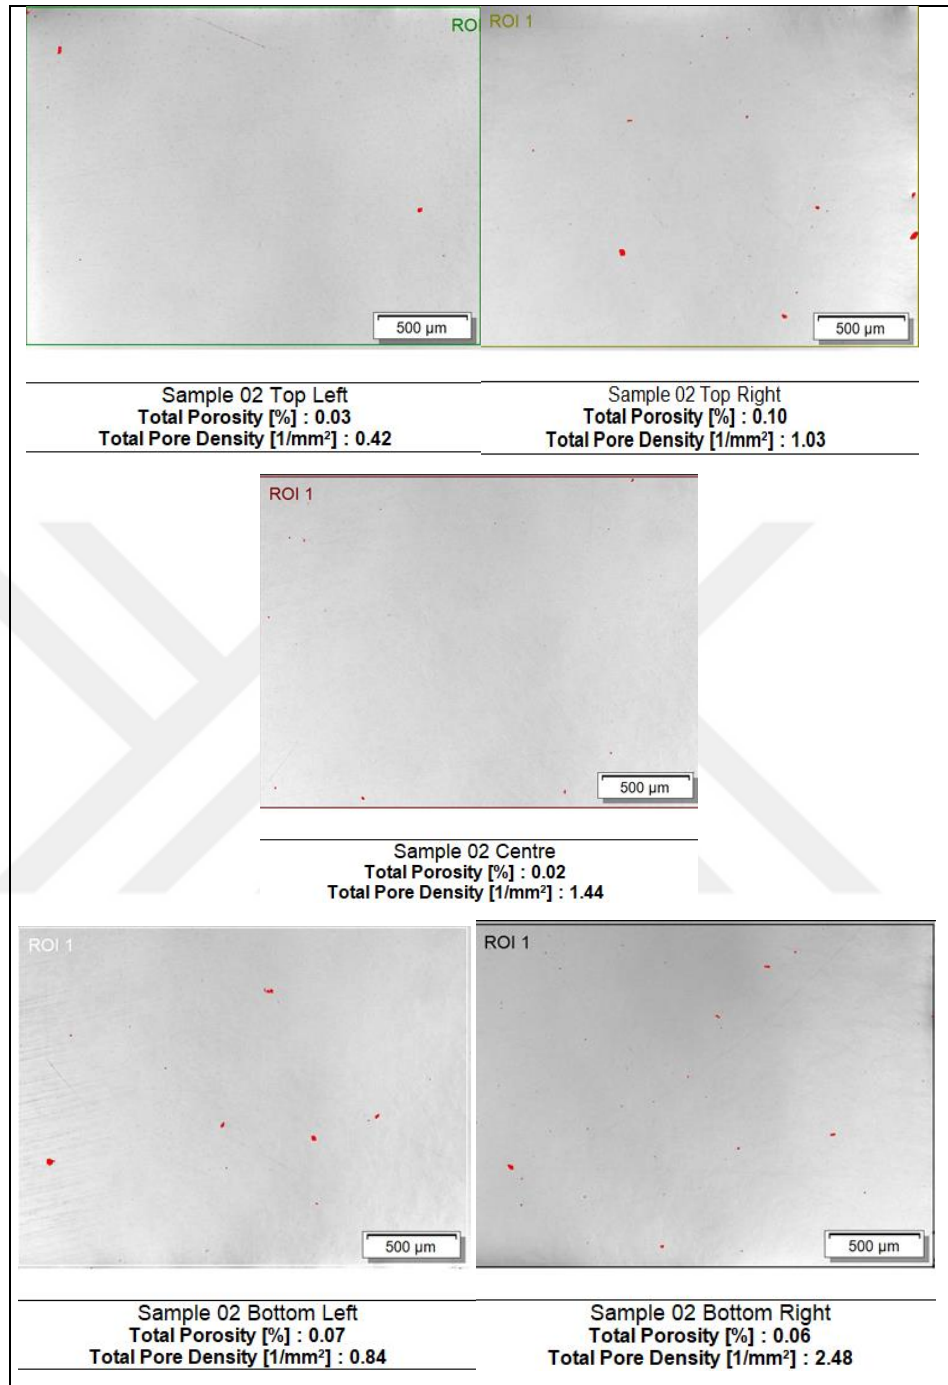 ROI
ROI 1
500 µm
500 µm
Sample 02 Top Left
Total Porosity [%] : 0.03
Total Pore Density [1/mm²] : 0.42
Sample 02 Top Right
Total Porosity [%] : 0.10
Total Pore Density [1/mm²] : 1.03
ROI 1
500 µm
Sample 02 Centre
Total Porosity [%] : 0.02
Total Pore Density [1/mm²] : 1.44
ROI 1
ROI 1
500 µm
500 µm
Sample 02 Bottom Left
Total Porosity [%] : 0.07
Total Pore Density [1/mm²] : 0.84
Sample 02 Bottom Right
Total Porosity [%] : 0.06
Total Pore Density [1/mm²] : 2.48